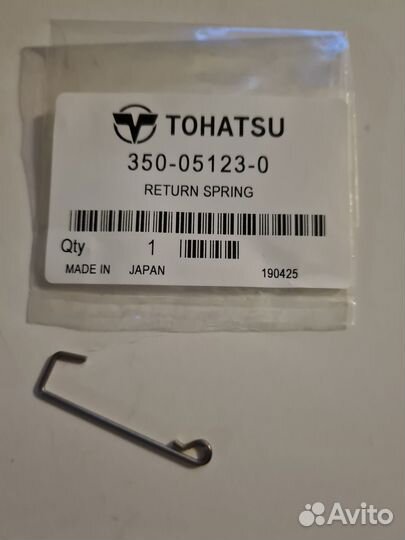 TOHATSU
350-05123-0
RETURN SPRING
Qty 1
MADE IN JAPAN 190425
Avito